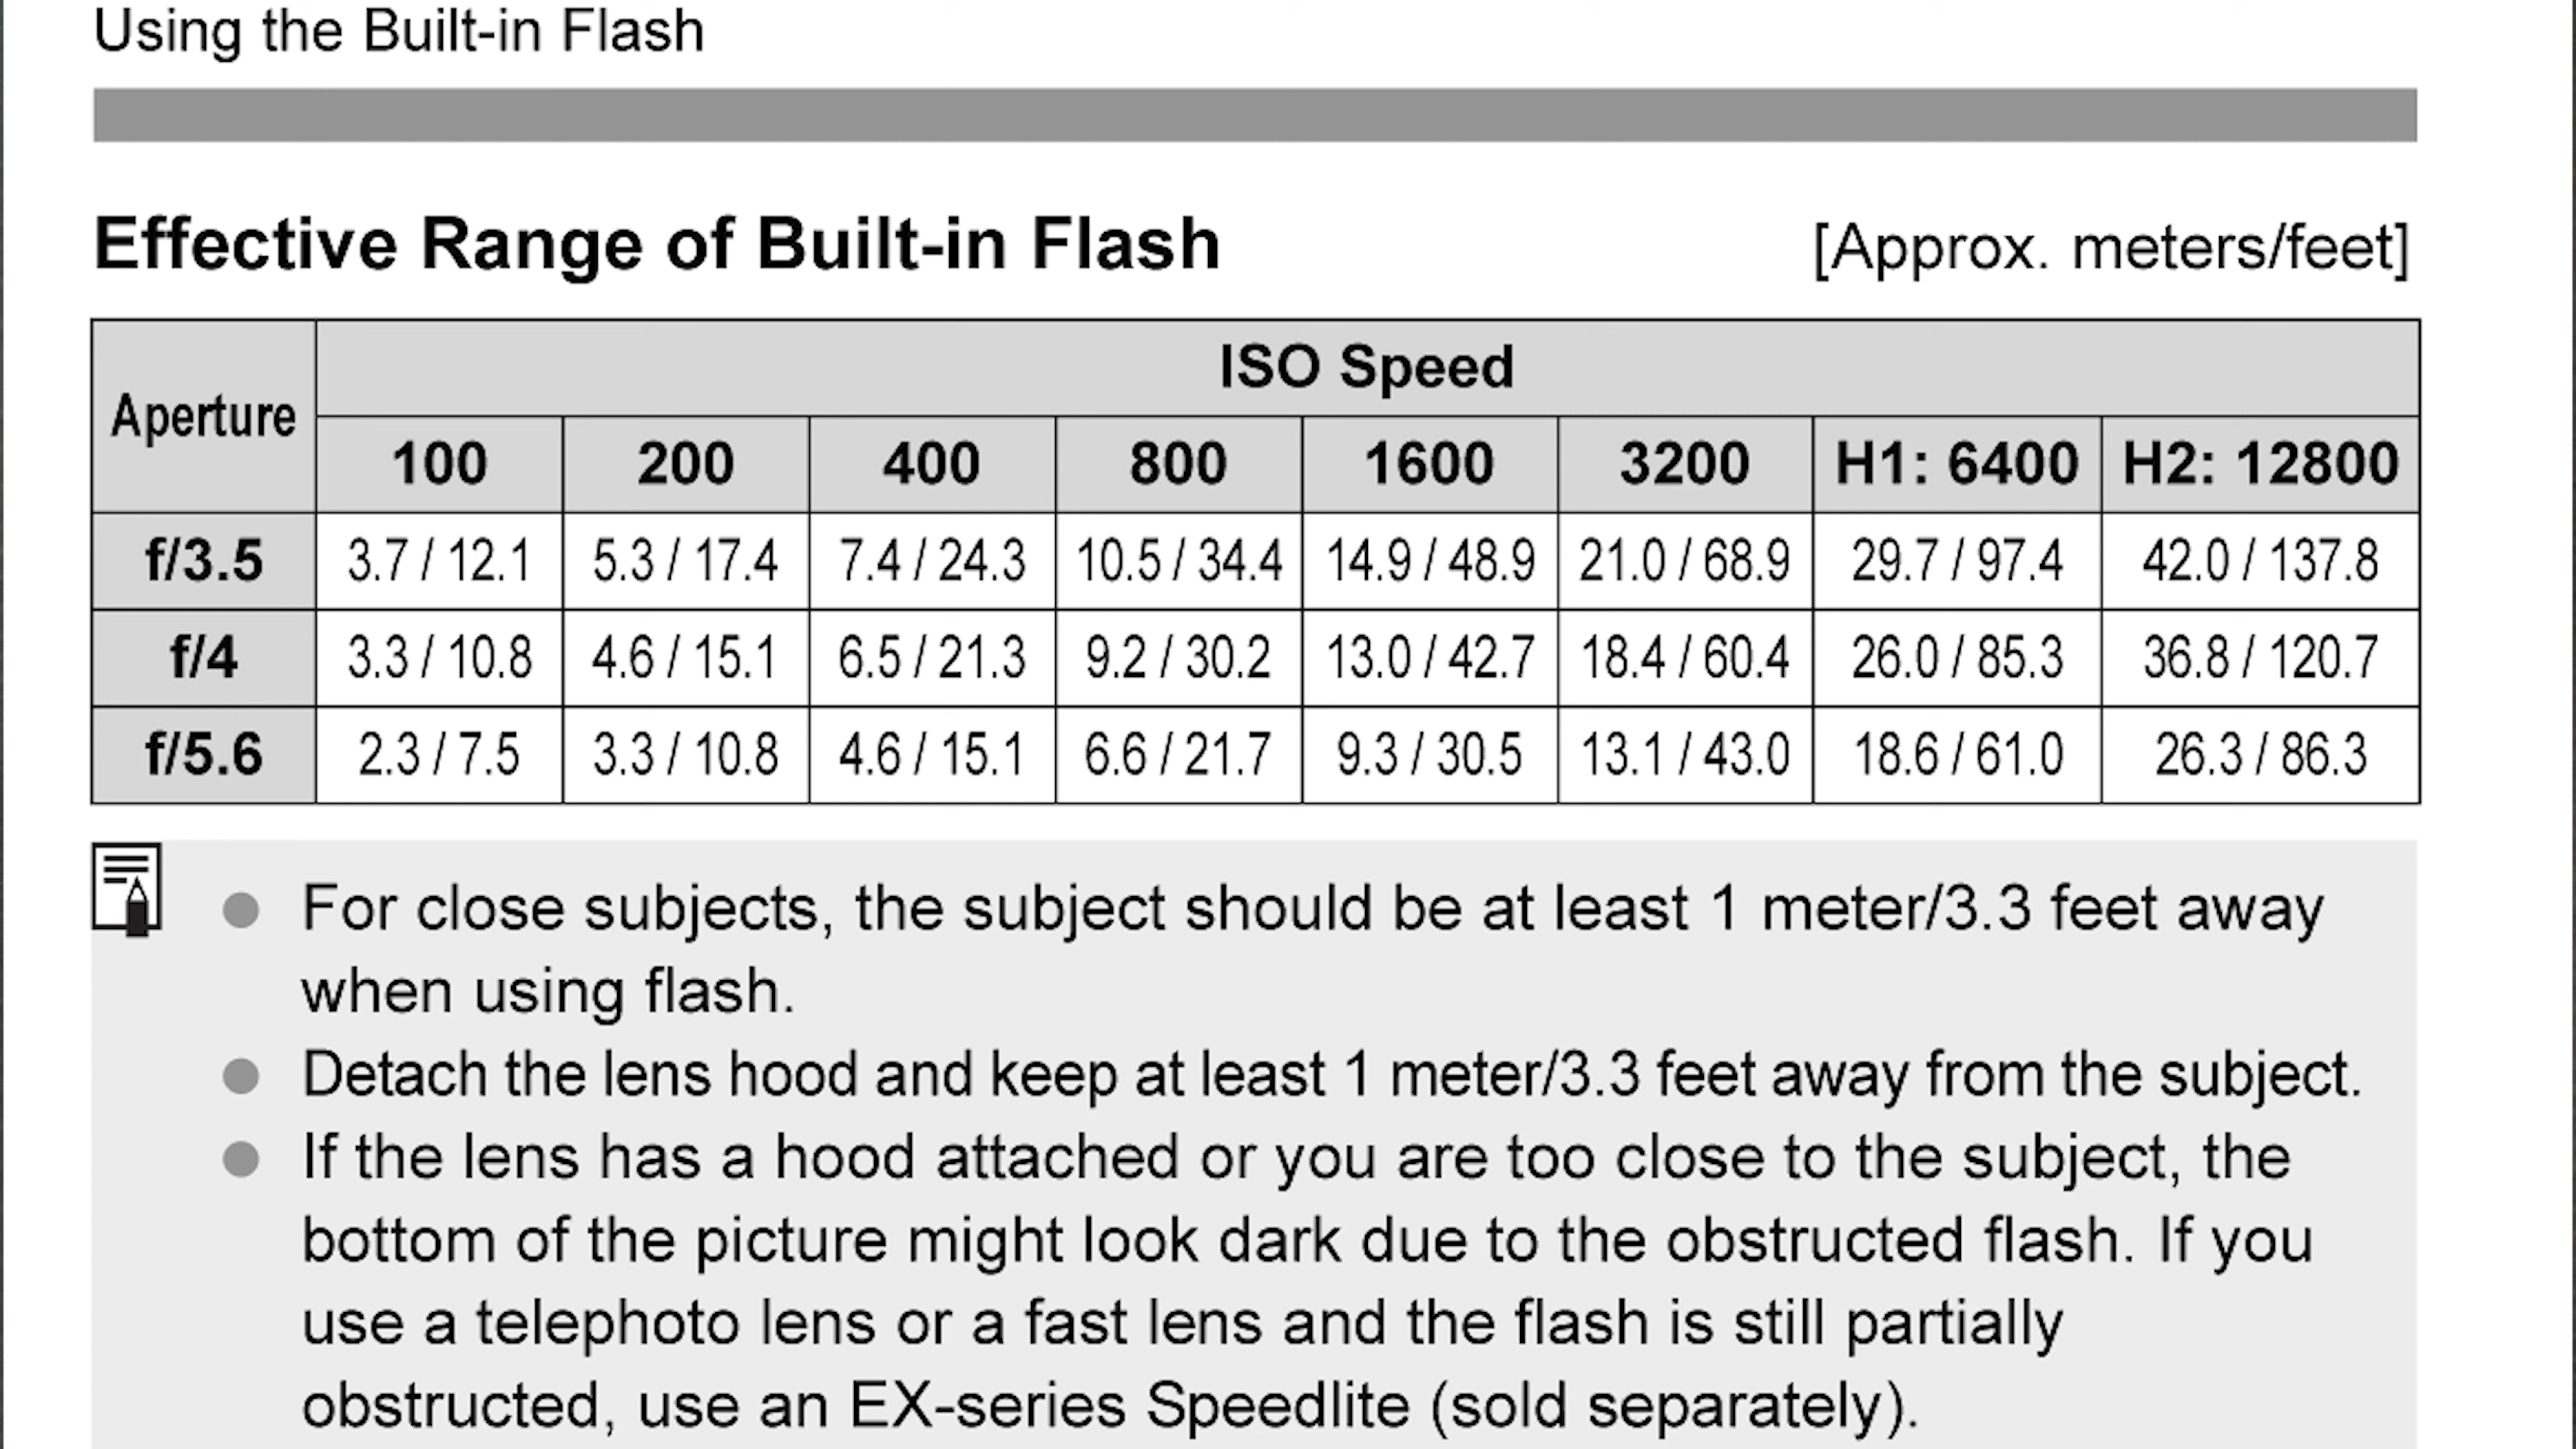 Using the Built-in Flash
Effective Range of Built-in Flash [Approx. meters/feet]
Aperture ISO Speed
100 200 400 800 1600 3200 H1: 6400 H2: 12800
f/3.5 3.7 / 12.1 5.3 / 17.4 7.4 / 24.3 10.5 / 34.4 14.9 / 48.9 21.0 / 68.9 29.7 / 97.4 42.0 / 137.8
f/4 3.3 / 10.8 4.6 / 15.1 6.5 / 21.3 9.2 / 30.2 13.0 / 42.7 18.4 / 60.4 26.0 / 85.3 36.8 / 120.7
f/5.6 2.3 / 7.5 3.3 / 10.8 4.6 / 15.1 6.6 / 21.7 9.3 / 30.5 13.1 / 43.0 18.6 / 61.0 26.3 / 86.3
● For close subjects, the subject should be at least 1 meter/3.3 feet away
when using flash.
● Detach the lens hood and keep at least 1 meter/3.3 feet away from the subject.
● If the lens has a hood attached or you are too close to the subject, the
bottom of the picture might look dark due to the obstructed flash. If you
use a telephoto lens or a fast lens and the flash is still partially
obstructed, use an EX-series Speedlite (sold separately).